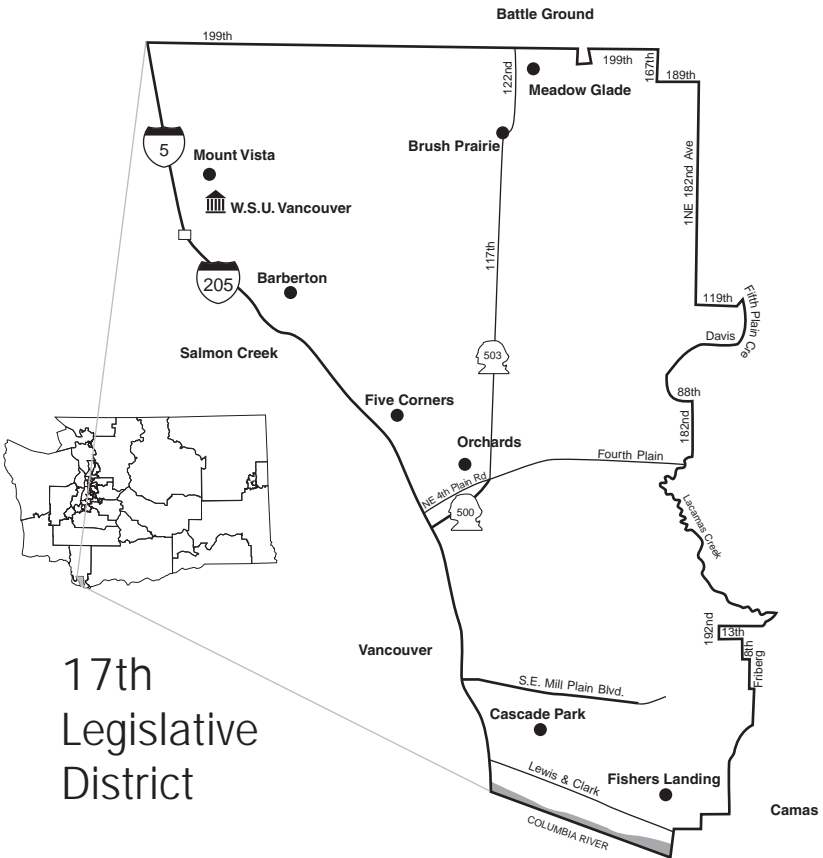 Battle Ground
199th
199th
167th
189th
122nd
Meadow Glade
Brush Prairie
5
Mount Vista
W.S.U. Vancouver
1NE 182nd Ave
117th
205
Barberton
119th
Fifth Plain Cre
Davis
Salmon Creek
503
88th
182nd
Five Corners
Orchards
Fourth Plain
NE 4th Plain Rd
500
Lacamas Creek
192nd
13th
8th
Friberg
Vancouver
S.E. Mill Plain Blvd.
17th
Legislative
District
Cascade Park
Lewis & Clark
Fishers Landing
COLUMBIA RIVER
Camas